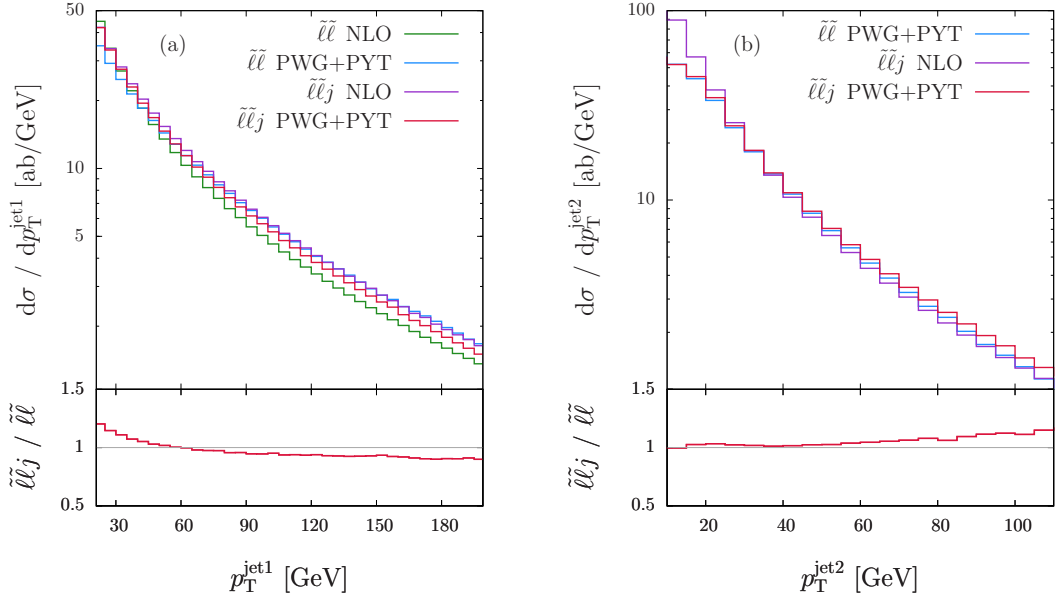 (a)
ℓ̃ℓ̃ NLO
ℓ̃ℓ̃ PWG+PYT
ℓ̃ℓ̃j NLO
ℓ̃ℓ̃j PWG+PYT
dσ / dp_T^jet1 [ab/GeV]
50
10
5
1.5
1
0.5
ℓ̃ℓ̃j / ℓ̃ℓ̃
30 60 90 120 150 180
p_T^jet1 [GeV]
(b)
ℓ̃ℓ̃ PWG+PYT
ℓ̃ℓ̃j NLO
ℓ̃ℓ̃j PWG+PYT
dσ / dp_T^jet2 [ab/GeV]
100
10
1.5
1
0.5
ℓ̃ℓ̃j / ℓ̃ℓ̃
20 40 60 80 100
p_T^jet2 [GeV]